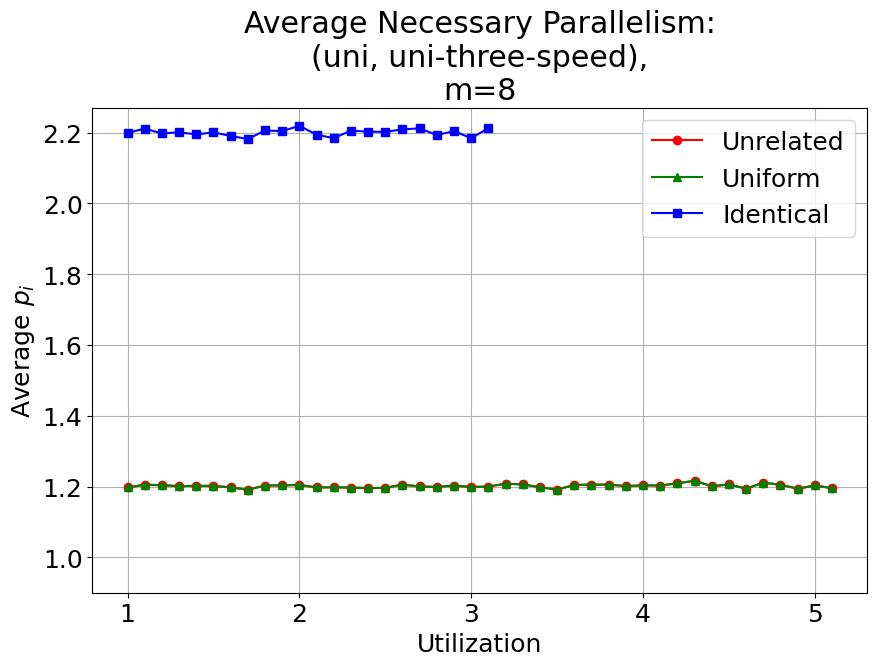 Average Necessary Parallelism:
(uni, uni-three-speed),
m=8
Unrelated
Uniform
Identical
Average $p_i$
2.2
2.0
1.8
1.6
1.4
1.2
1.0
1 2 3 4 5
Utilization